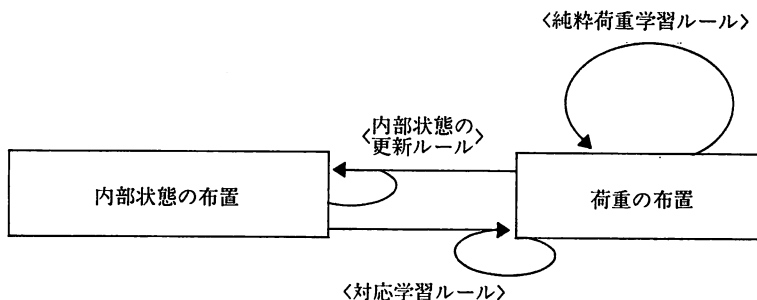 〈純粋荷重学習ルール〉
〈内部状態の
更新ルール〉
内部状態の布置
荷重の布置
〈対応学習ルール〉